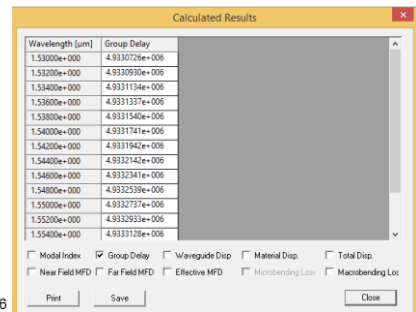 Calculated Results
Wavelength [µm] Group Delay
1.53000e+000 4.9330726e+006
1.53200e+000 4.9330930e+006
1.53400e+000 4.9331134e+006
1.53600e+000 4.9331337e+006
1.53800e+000 4.9331540e+006
1.54000e+000 4.9331741e+006
1.54200e+000 4.9331942e+006
1.54400e+000 4.9332142e+006
1.54600e+000 4.9332341e+006
1.54800e+000 4.9332539e+006
1.55000e+000 4.9332737e+006
1.55200e+000 4.9332933e+006
1.55400e+000 4.9333128e+006
Modal Index Group Delay Waveguide Disp Material Disp. Total Disp.
Near Field MFD Far Field MFD Effective MFD Microbending Loss Macrobending Los
6 Print Save Close